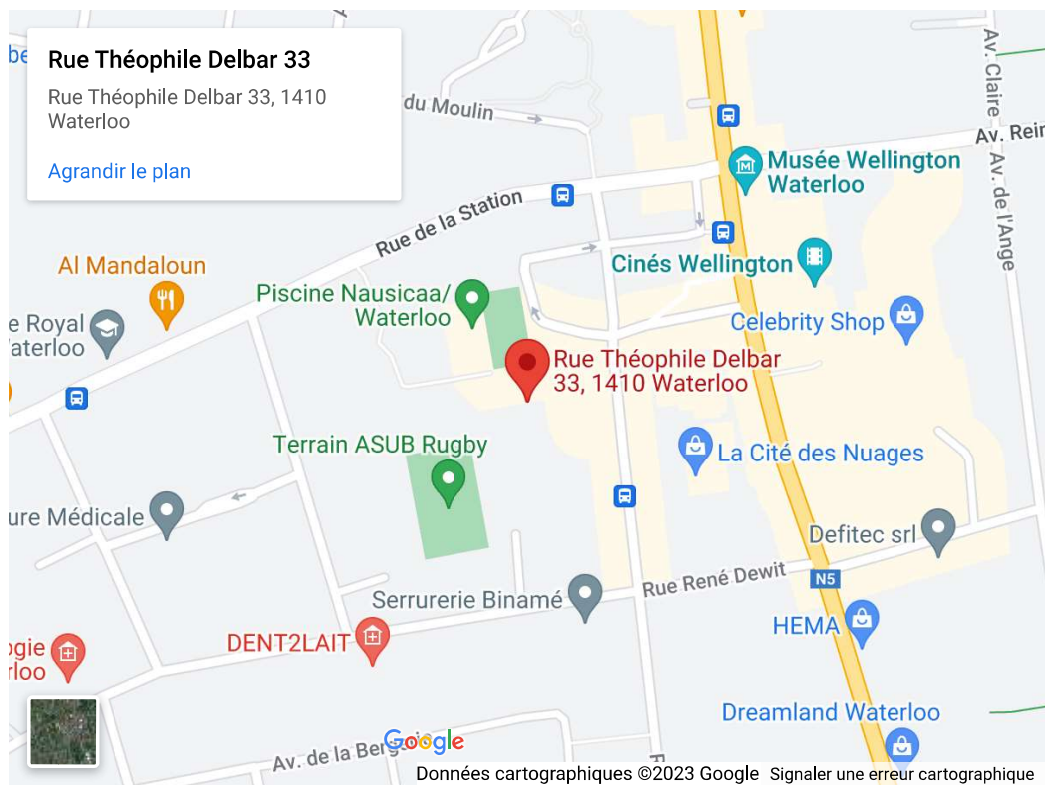 Rue Théophile Delbar 33
Rue Théophile Delbar 33, 1410
Waterloo
Agrandir le plan
be
du Moulin
Av. Claire
Av. Rein
Musée Wellington
Waterloo
Rue de la Station
Av. de l'Ange
Al Mandaloun
Cinés Wellington
Piscine Nausicaa/
Waterloo
e Royal
aterloo
Celebrity Shop
Rue Théophile Delbar
33, 1410 Waterloo
Terrain ASUB Rugby
La Cité des Nuages
ure Médicale
Defitec srl
Rue René Dewit
N5
Serrurerie Binamé
HEMA
DENT2LAIT
ogie
rloo
Dreamland Waterloo
Av. de la Berg
Google
Données cartographiques ©2023 Google Signaler une erreur cartographique